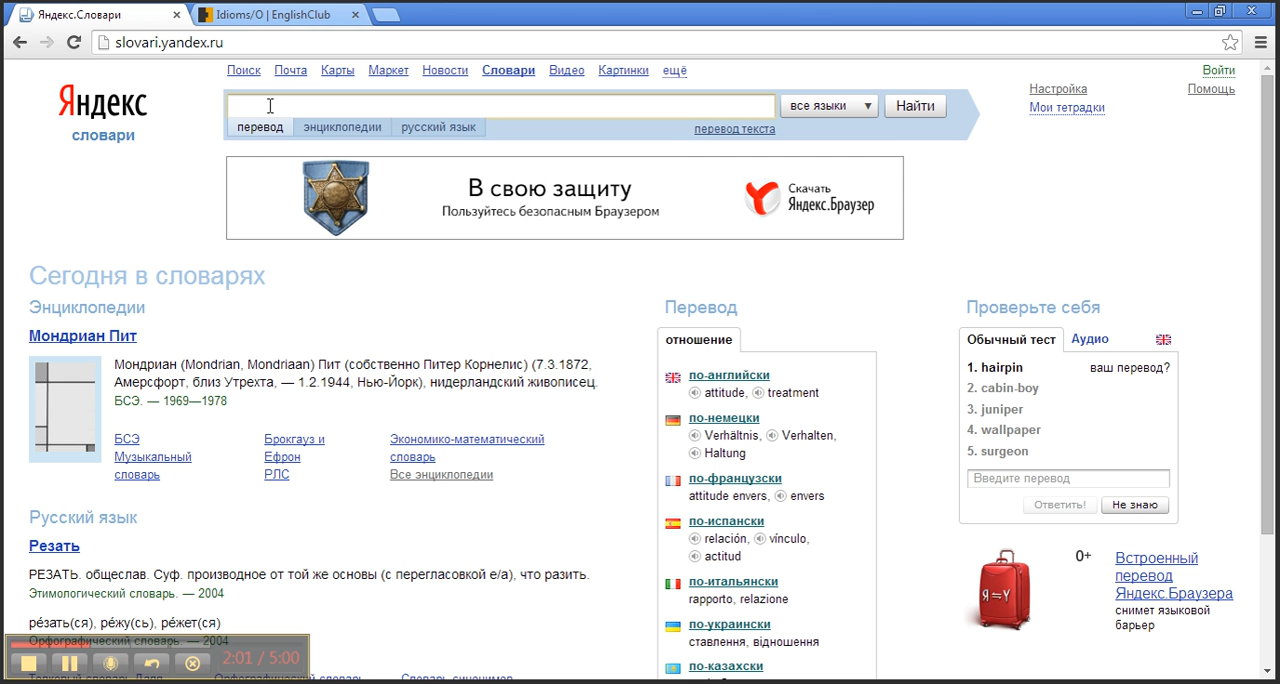 Яндекс.Словари
Idioms/O | EnglishClub
slovari.yandex.ru
Поиск Почта Карты Маркет Новости Словари Видео Картинки ещё
Войти
Настройка
Помощь
Мои тетрадки
Яндекс
словари
все языки
Найти
перевод энциклопедии русский язык
перевод текста
В свою защиту
Пользуйтесь безопасным Браузером
Скачать
Яндекс.Браузер
Сегодня в словарях
Энциклопедии
Мондриан Пит
Мондриан (Mondrian, Mondriaan) Пит (собственно Питер Корнелис) (7.3.1872,
Амерсфорт, близ Утрехта, — 1.2.1944, Нью-Йорк), нидерландский живописец.
БСЭ. — 1969—1978
БСЭ
Музыкальный
словарь
Брокгауз и
Ефрон
РЛС
Экономико-математический
словарь
Все энциклопедии
Русский язык
Резать
РЕЗАТЬ. общеслав. Суф. производное от той же основы (с перегласовкой е/а), что разить.
Этимологический словарь. — 2004
ре́зать(ся), ре́жу(сь), ре́жет(ся)
Орфографический словарь. — 2004
Перевод
отношение
по-английски
attitude, treatment
по-немецки
Verhältnis, Verhalten,
Haltung
по-французски
attitude envers, envers
по-испански
relación, vínculo,
actitud
по-итальянски
rapporto, relazione
по-украински
ставлення, відношення
по-казахски
Проверьте себя
Обычный тест Аудио
1. hairpin ваш перевод?
2. cabin-boy
3. juniper
4. wallpaper
5. surgeon
Введите перевод
Ответить! Не знаю
Я=Y
0+
Встроенный
перевод
Яндекс.Браузера
снимет языковой
барьер
2:01 / 5:00